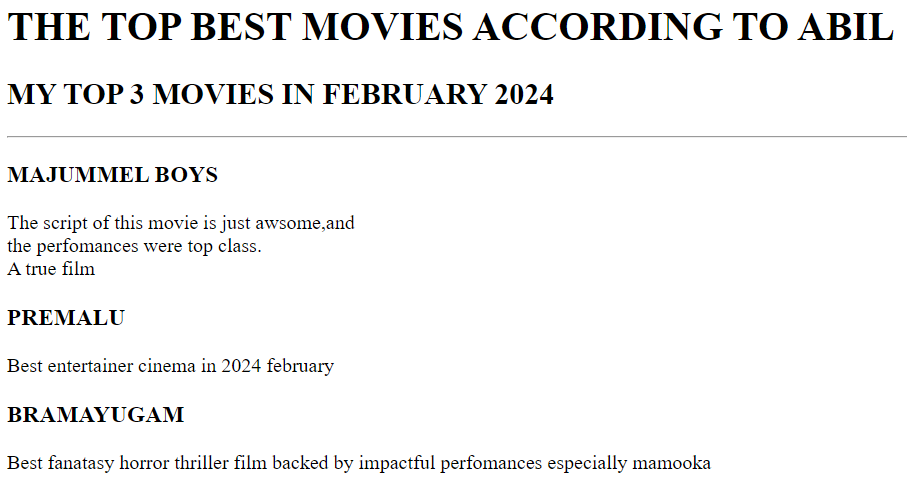 THE TOP BEST MOVIES ACCORDING TO ABIL
MY TOP 3 MOVIES IN FEBRUARY 2024
MAJUMMEL BOYS
The script of this movie is just awsome,and
the perfomances were top class.
A true film
PREMALU
Best entertainer cinema in 2024 february
BRAMAYUGAM
Best fanatasy horror thriller film backed by impactful perfomances especially mamooka